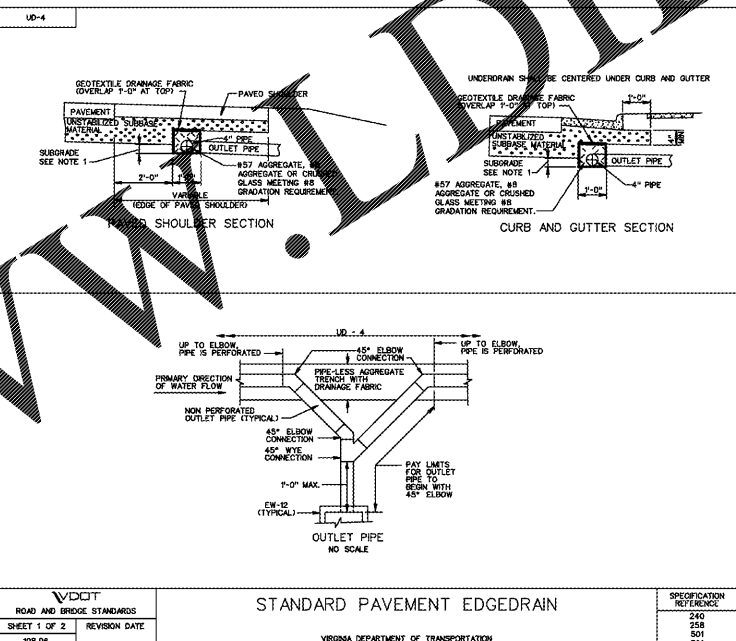 UD-4
WWW.LD
GEOTEXTILE DRAINAGE FABRIC
(OVERLAP 1'-0" AT TOP)
PAVED SHOULDER
PAVEMENT
UNSTABILIZED SUBBASE
MATERIAL
4" PIPE
OUTLET PIPE
SUBGRADE
SEE NOTE 1
#57 AGGREGATE, #8
AGGREGATE OR CRUSHED
GLASS MEETING #8
GRADATION REQUIREMENT.
2'-0"
1'-0"
VARIABLE
(EDGE OF PAVED SHOULDER)
PAVED SHOULDER SECTION
UNDERDRAIN SHALL BE CENTERED UNDER CURB AND GUTTER
GEOTEXTILE DRAINAGE FABRIC
(OVERLAP 1'-0" AT TOP)
1'-0"
PAVEMENT
UNSTABILIZED
SUBBASE MATERIAL
SUBGRADE
SEE NOTE 1
OUTLET PIPE
4" PIPE
#57 AGGREGATE, #8
AGGREGATE OR CRUSHED
GLASS MEETING #8
GRADATION REQUIREMENT.
1'-0"
CURB AND GUTTER SECTION
UD - 4
UP TO ELBOW,
PIPE IS PERFORATED
45° ELBOW
CONNECTION
UP TO ELBOW,
PIPE IS PERFORATED
PIPE-LESS AGGREGATE
TRENCH WITH
DRAINAGE FABRIC
PRIMARY DIRECTION
OF WATER FLOW
NON PERFORATED
OUTLET PIPE (TYPICAL)
45° ELBOW
CONNECTION
45° WYE
CONNECTION
1'-0" MAX.
EW-12
(TYPICAL)
PAY LIMITS
FOR OUTLET
PIPE TO
BEGIN WITH
45° ELBOW
OUTLET PIPE
NO SCALE
VDOT
ROAD AND BRIDGE STANDARDS
SHEET 1 OF 2
REVISION DATE
STANDARD PAVEMENT EDGEDRAIN
VIRGINIA DEPARTMENT OF TRANSPORTATION
SPECIFICATION
REFERENCE
240
258
501